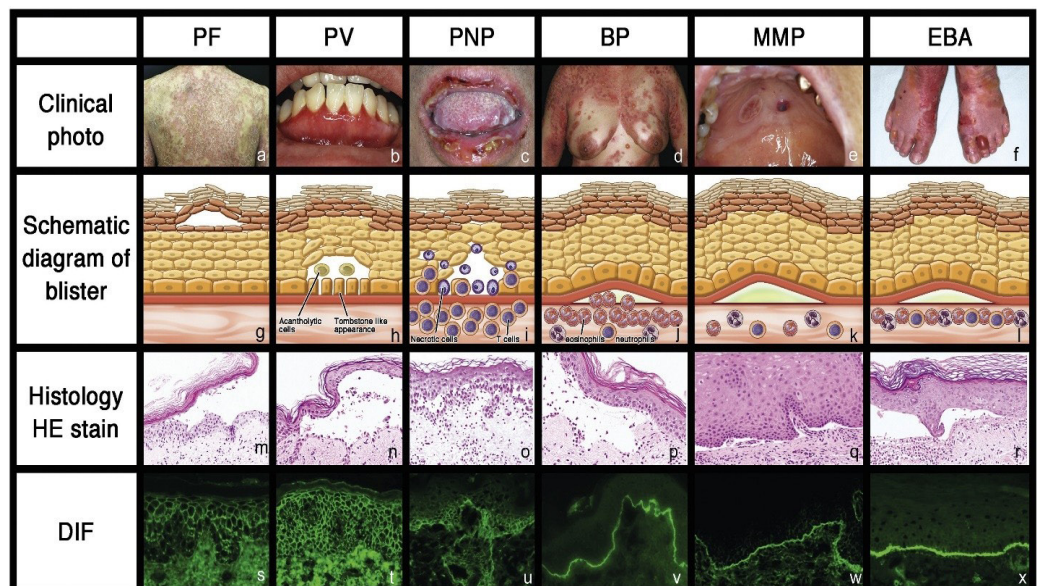 PF PV PNP BP MMP EBA
Clinical
photo
a b c d e f
Schematic
diagram of
blister
Acantholytic
cells
Tombstone like
appearance
Necrotic cells T cells
eosinophils neutrophils
g h i j k l
Histology
HE stain
m n o p q r
DIF
s t u v w x